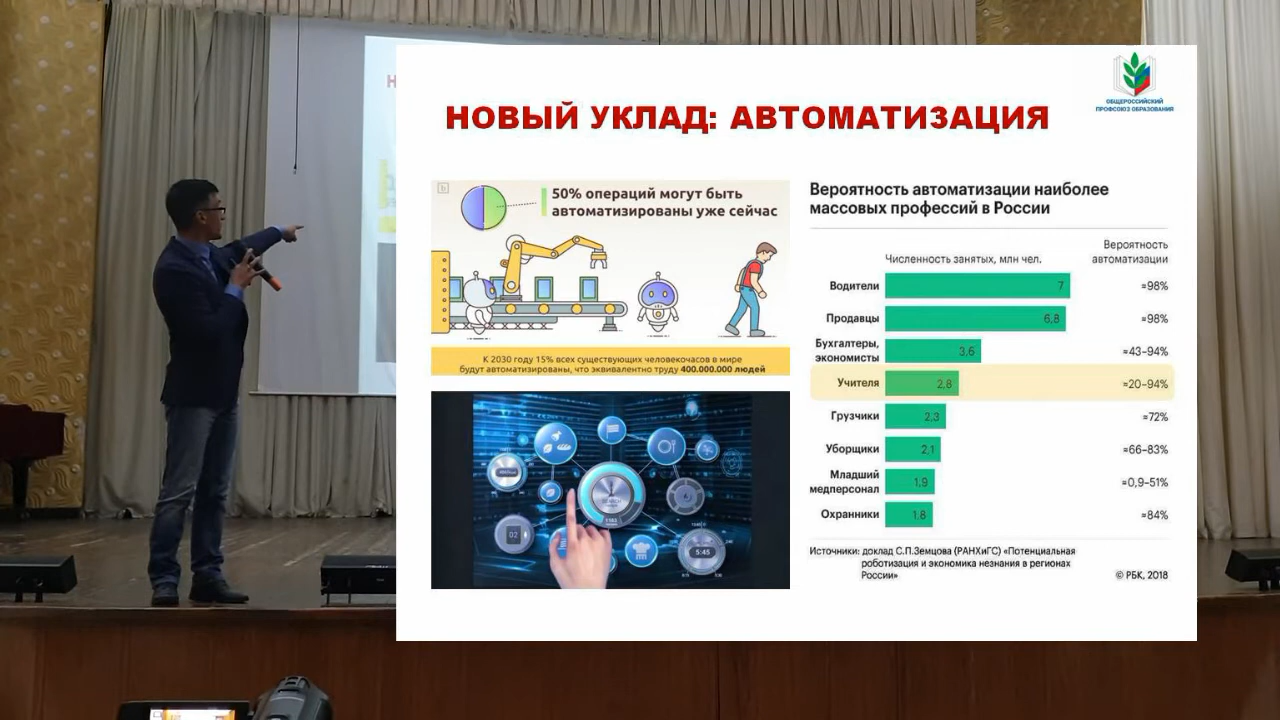 ОБЩЕРОССИЙСКИЙ
ПРОФСОЮЗ ОБРАЗОВАНИЯ
НОВЫЙ УКЛАД: АВТОМАТИЗАЦИЯ
50% операций могут быть
автоматизированы уже сейчас
К 2030 году 15% всех существующих человекочасов в мире
будут автоматизированы, что эквивалентно труду 400.000.000 людей
02
1103
5:45
Вероятность автоматизации наиболее
массовых профессий в России
Численность занятых, млн чел.
Вероятность
автоматизации
Водители 7 ≈98%
Продавцы 6,8 ≈98%
Бухгалтеры,
экономисты 3,6 ≈43–94%
Учителя 2,8 ≈20–94%
Грузчики 2,3 ≈72%
Уборщики 2,1 ≈66–83%
Младший
медперсонал 1,9 ≈0,9–51%
Охранники 1,8 ≈84%
Источники: доклад С.П.Земцова (РАНХиГС) «Потенциальная
роботизация и экономика незнания в регионах
России»
© РБК, 2018